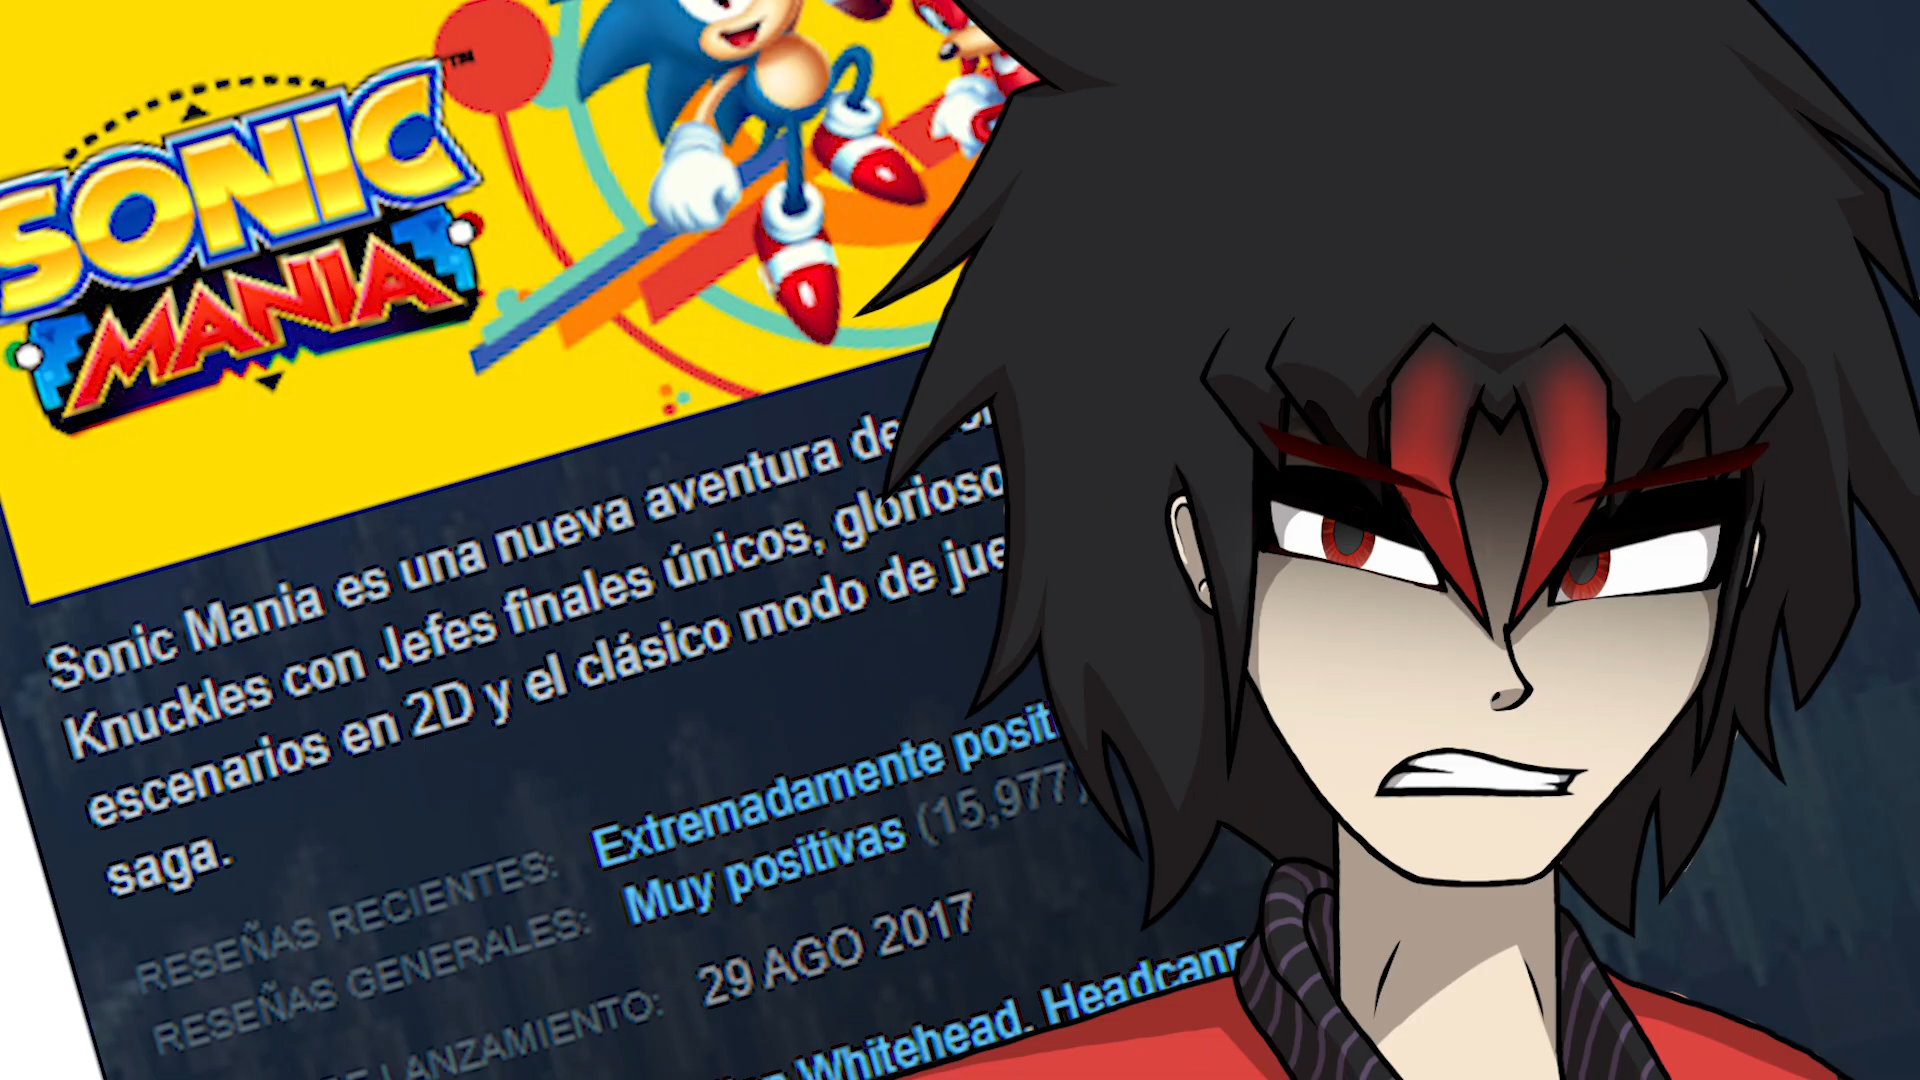 SONIC
MANIA
™
Sonic Mania es una nueva aventura de
Knuckles con Jefes finales únicos, glorioso
escenarios en 2D y el clásico modo de jue
saga.
RESEÑAS RECIENTES: Extremadamente posit
RESEÑAS GENERALES: Muy positivas (15,977)
LANZAMIENTO: 29 AGO 2017
Whitehead, Headcann